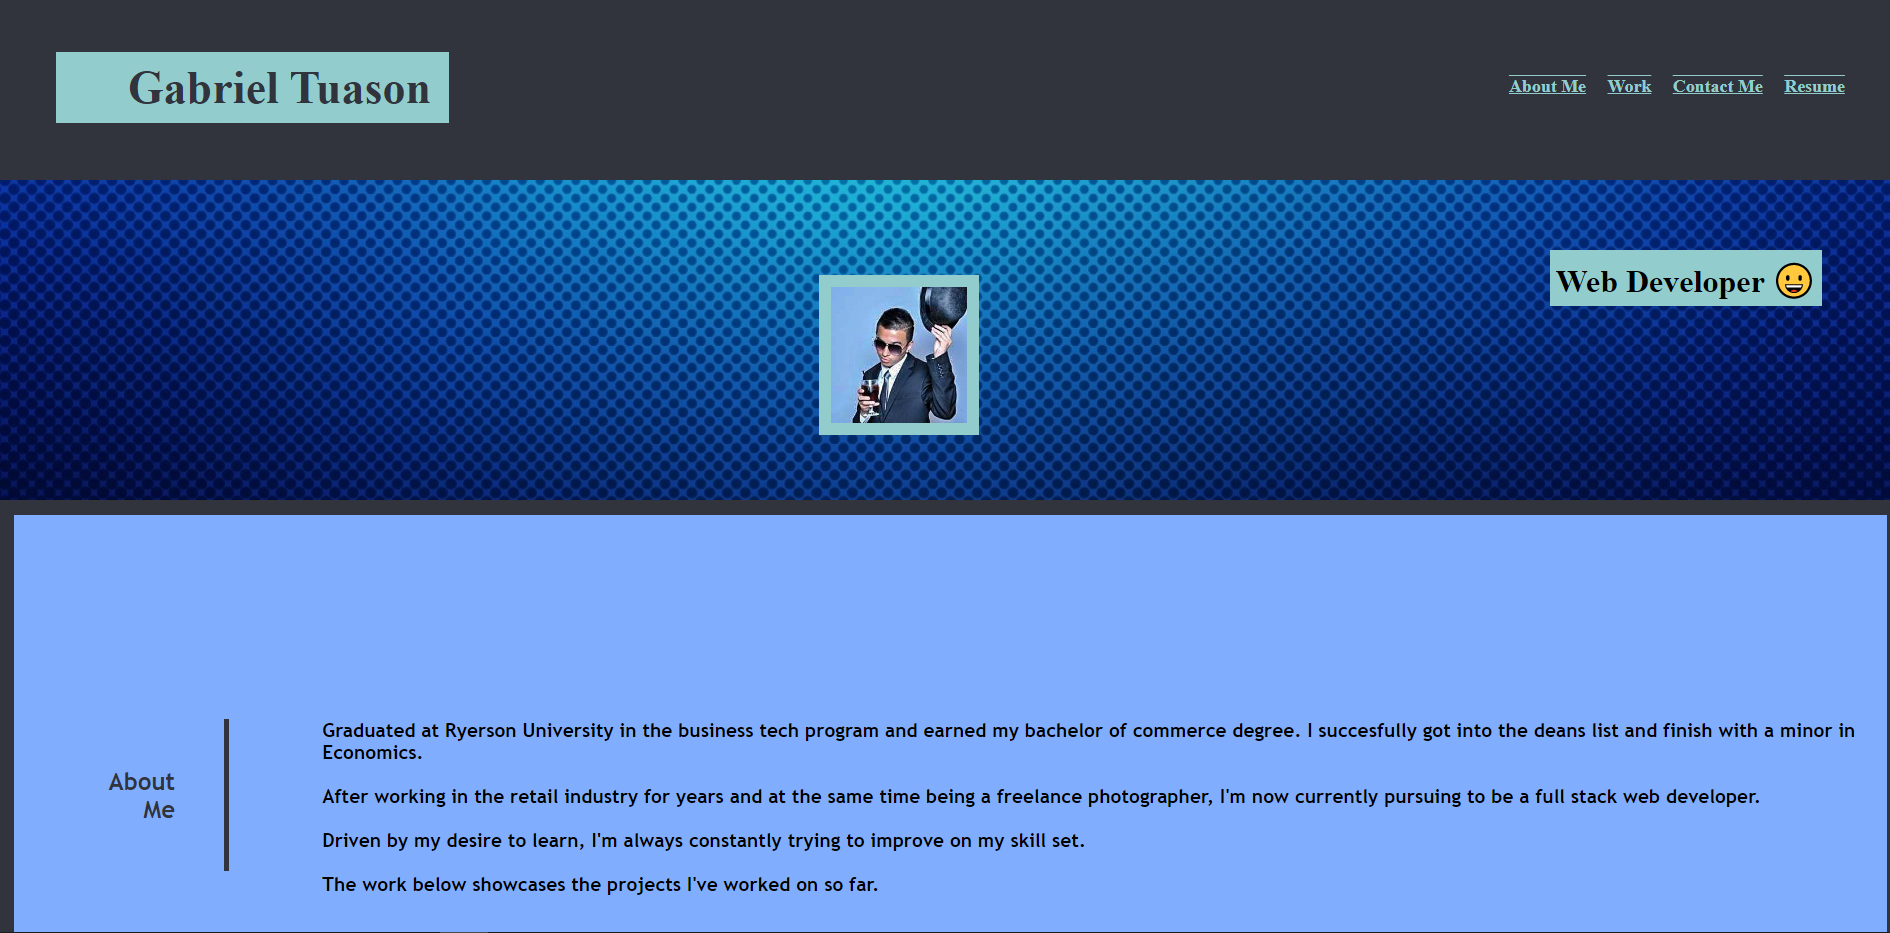 Gabriel Tuason
About Me Work Contact Me Resume
Web Developer 😀
About
Me
Graduated at Ryerson University in the business tech program and earned my bachelor of commerce degree. I succesfully got into the deans list and finish with a minor in
Economics.
After working in the retail industry for years and at the same time being a freelance photographer, I'm now currently pursuing to be a full stack web developer.
Driven by my desire to learn, I'm always constantly trying to improve on my skill set.
The work below showcases the projects I've worked on so far.